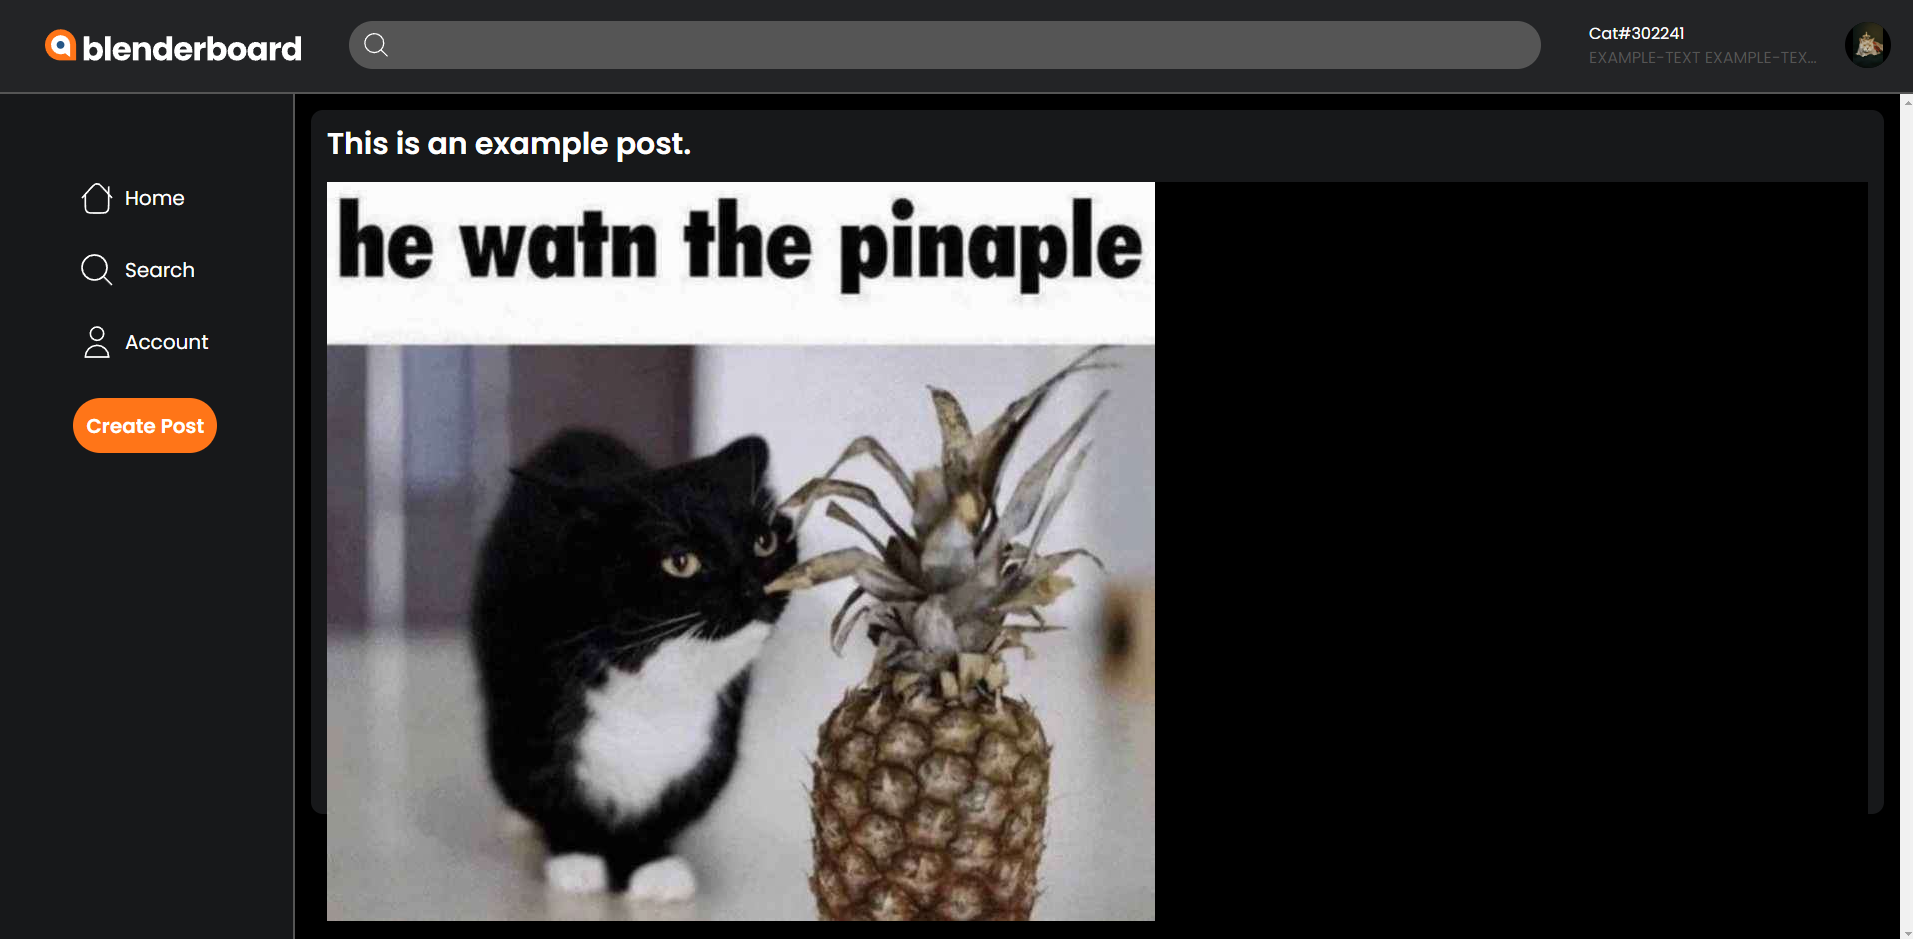 blenderboard
Cat#302241
EXAMPLE-TEXT EXAMPLE-TEX...
Home
Search
Account
Create Post
This is an example post.
he watn the pinaple